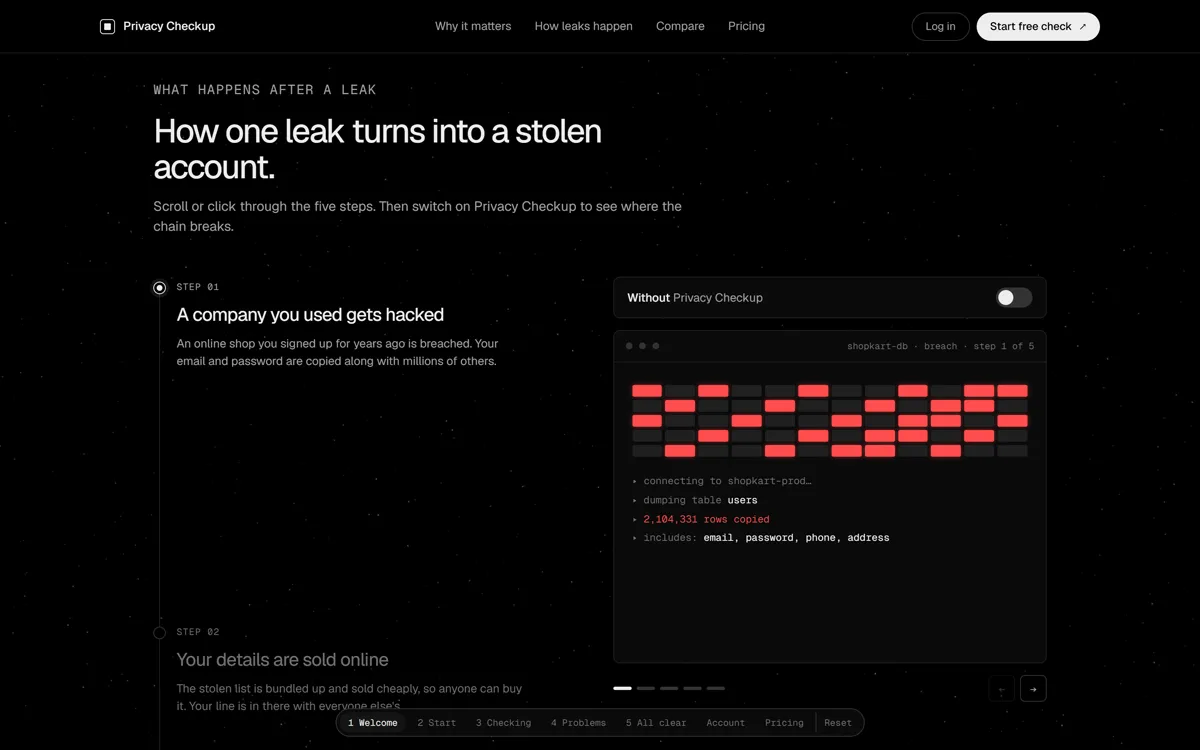 Privacy Checkup
Why it matters
How leaks happen
Compare
Pricing
Log in
Start free check ↗
WHAT HAPPENS AFTER A LEAK
How one leak turns into a stolen
account.
Scroll or click through the five steps. Then switch on Privacy Checkup to see where the
chain breaks.
STEP 01
A company you used gets hacked
An online shop you signed up for years ago is breached. Your
email and password are copied along with millions of others.
STEP 02
Your details are sold online
The stolen list is bundled up and sold cheaply, so anyone can buy
it. Your line is in there with everyone else's.
Without Privacy Checkup
shopkart-db · breach · step 1 of 5
▸ connecting to shopkart-prod…
▸ dumping table users
▸ 2,104,331 rows copied
▸ includes: email, password, phone, address
← →
1 Welcome
2 Start
3 Checking
4 Problems
5 All clear
Account
Pricing
Reset